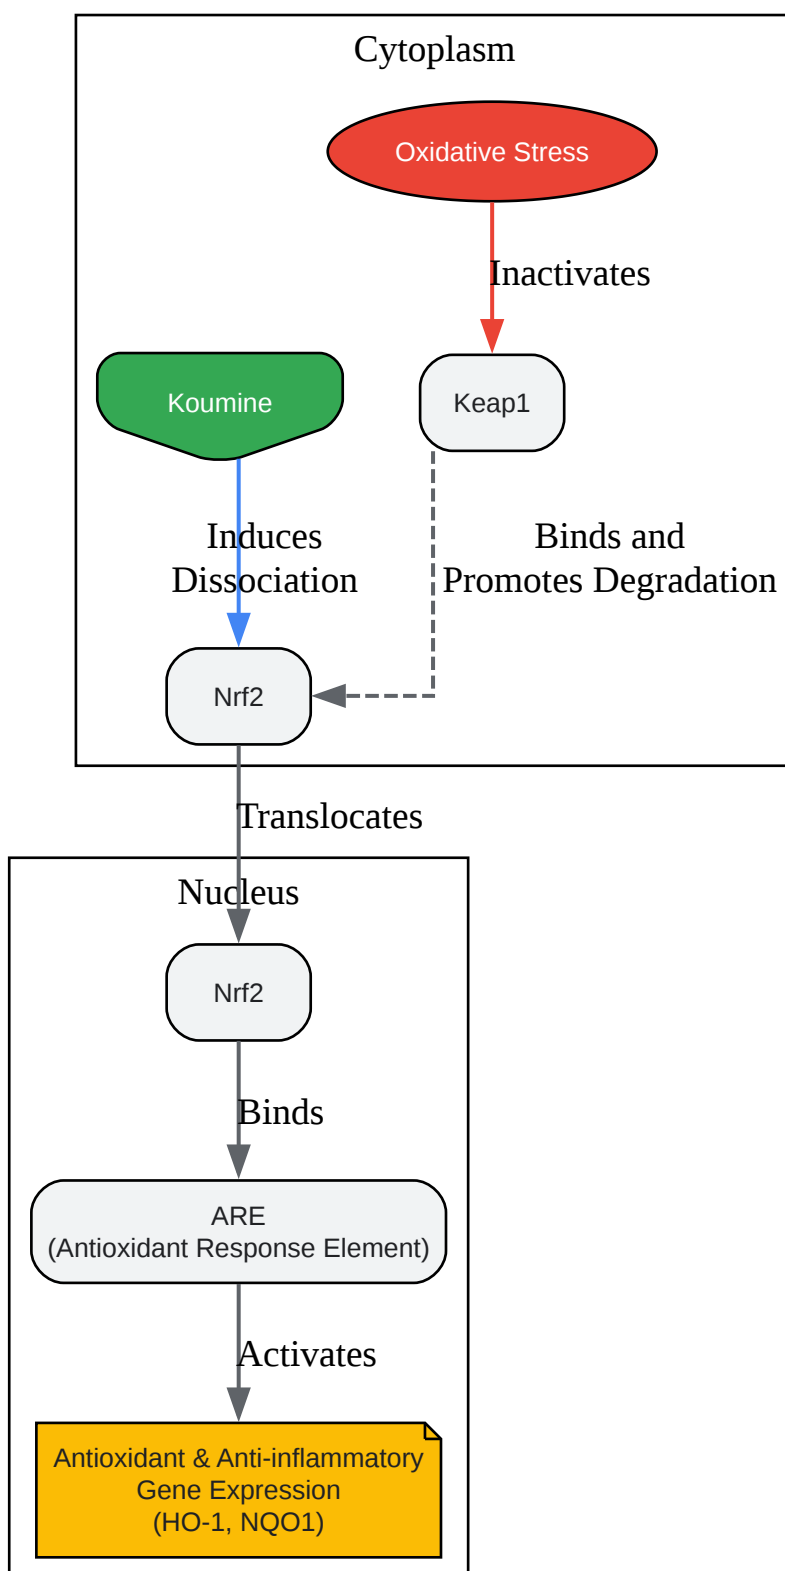 Cytoplasm
Oxidative Stress
Inactivates
Koumine
Keap1
Induces
Dissociation
Binds and
Promotes Degradation
Nrf2
Translocates
Nucleus
Nrf2
Binds
ARE
(Antioxidant Response Element)
Activates
Antioxidant & Anti-inflammatory
Gene Expression
(HO-1, NQO1)